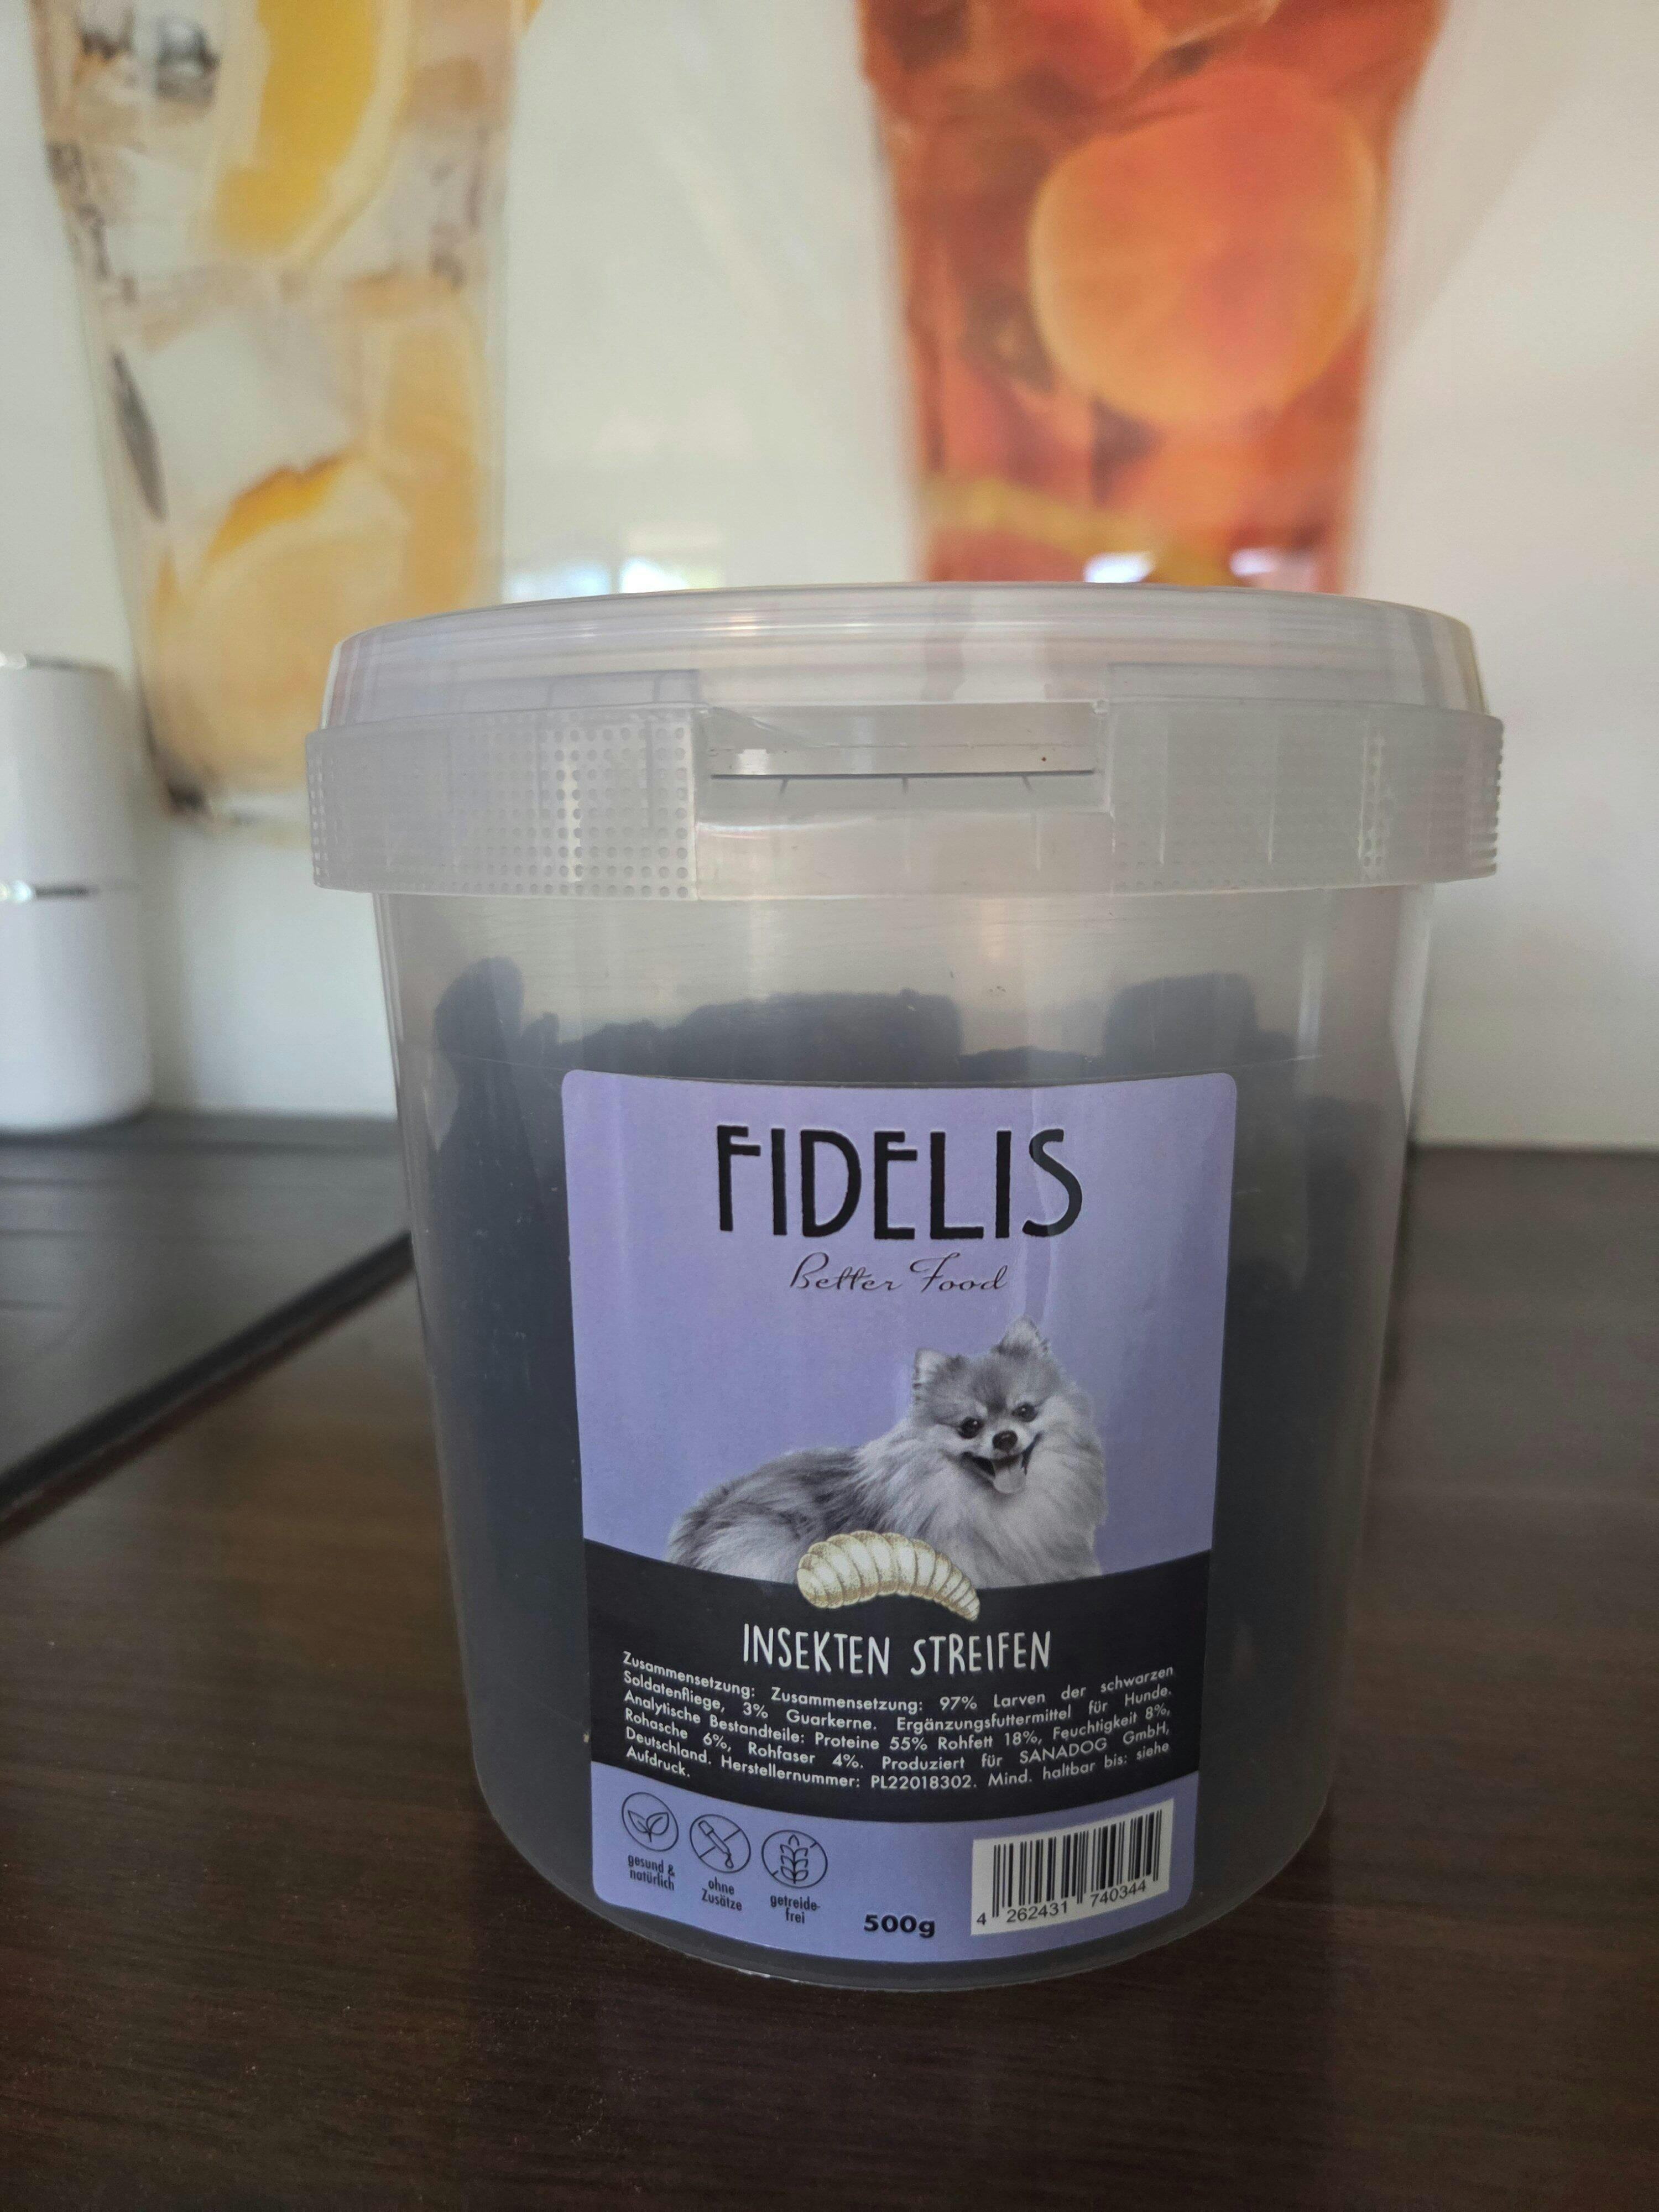 FIDELIS
Better Food
INSEKTEN STREIFEN
Zusammensetzung: Zusammensetzung: 97% Larven der schwarzen
Soldatenfliege, 3% Guarkerne. Ergänzungsfuttermittel für Hunde.
Analytische Bestandteile: Proteine 55% Rohfett 18%, Feuchtigkeit 8%,
Rohasche 6%, Rohfaser 4%. Produziert für SANADOG GmbH,
Deutschland. Herstellernummer: PL22018302. Mind. haltbar bis: siehe
Aufdruck.
gesund &
natürlich
ohne
Zusätze
getreide-
frei
500g
4 262431 740344